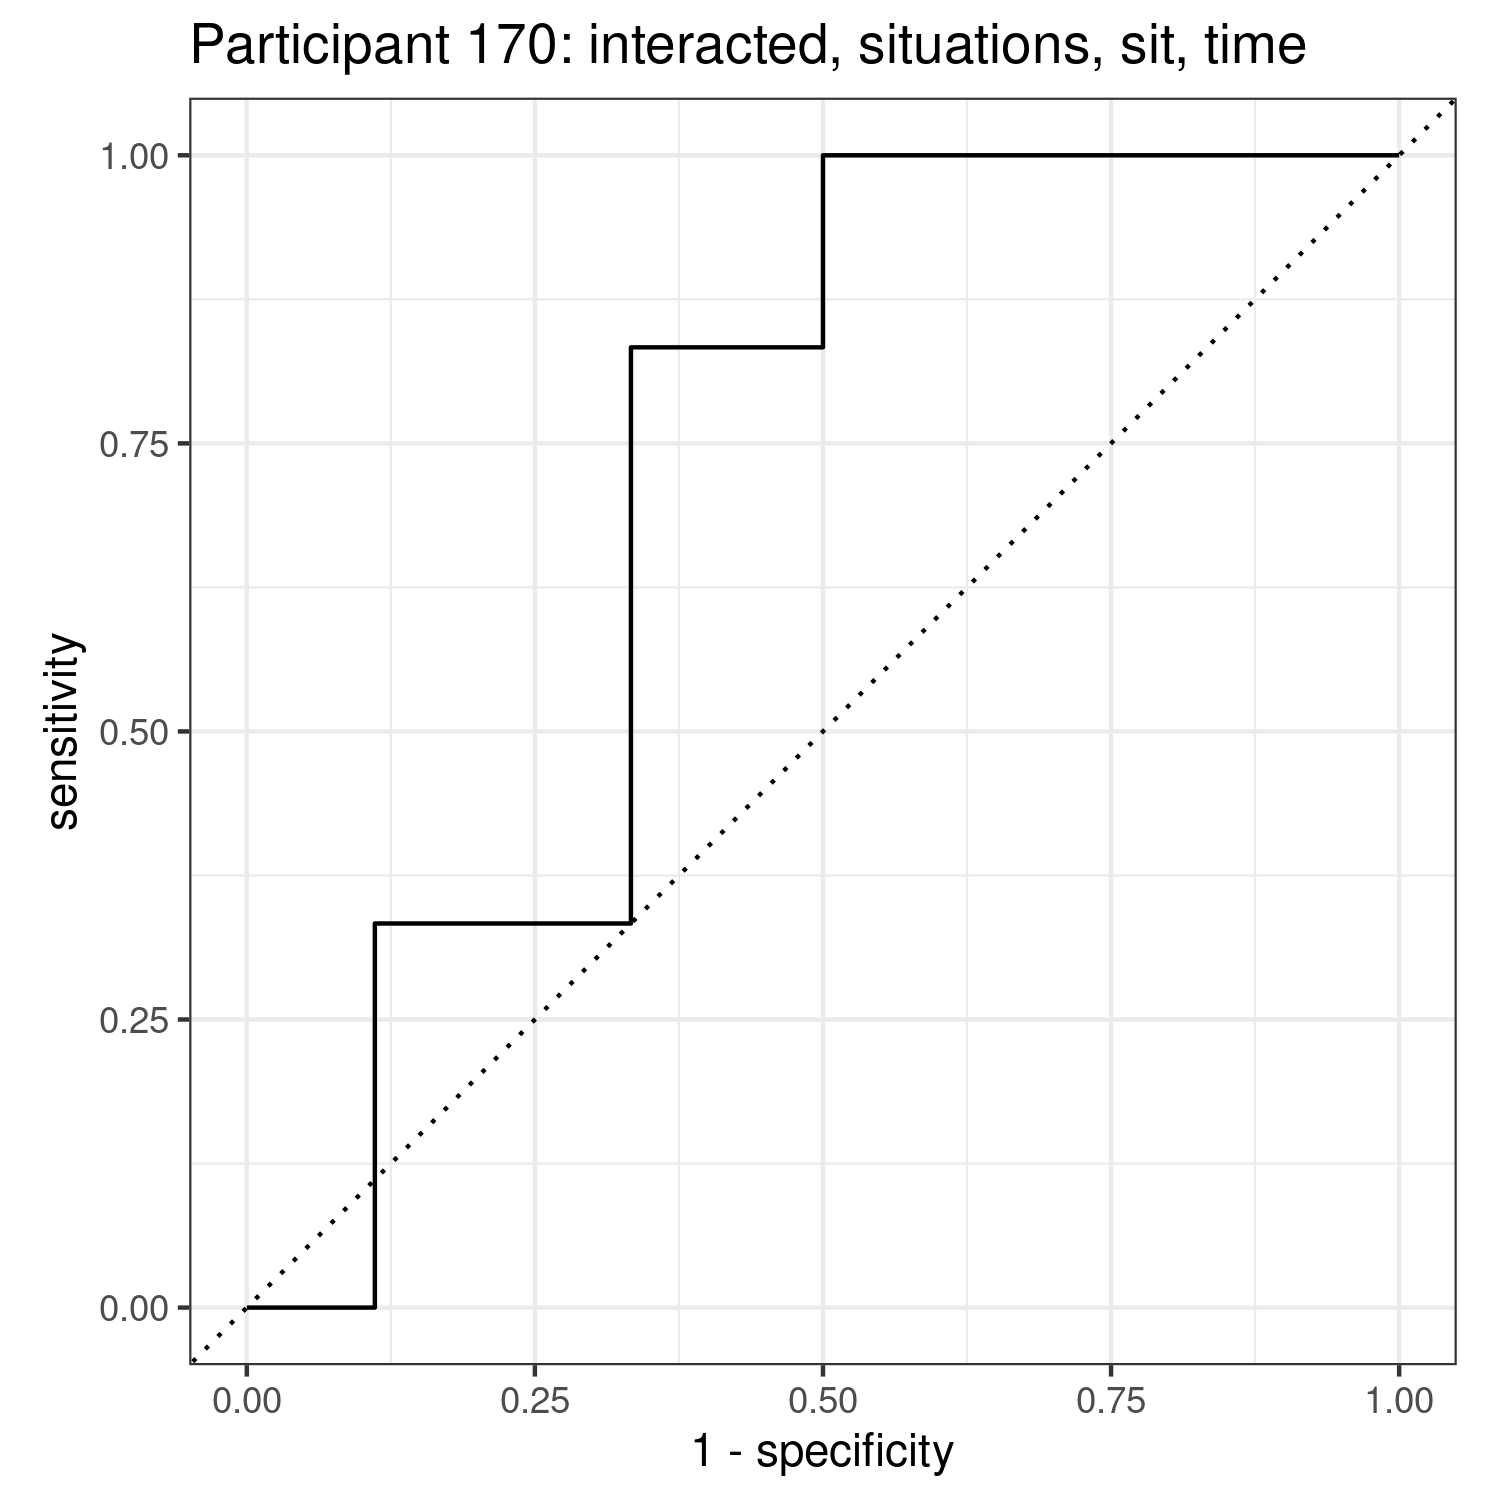 Participant 170: interacted, situations, sit, time
1.00
0.75
0.50
0.25
0.00
sensitivity
0.00 0.25 0.50 0.75 1.00
1 - specificity